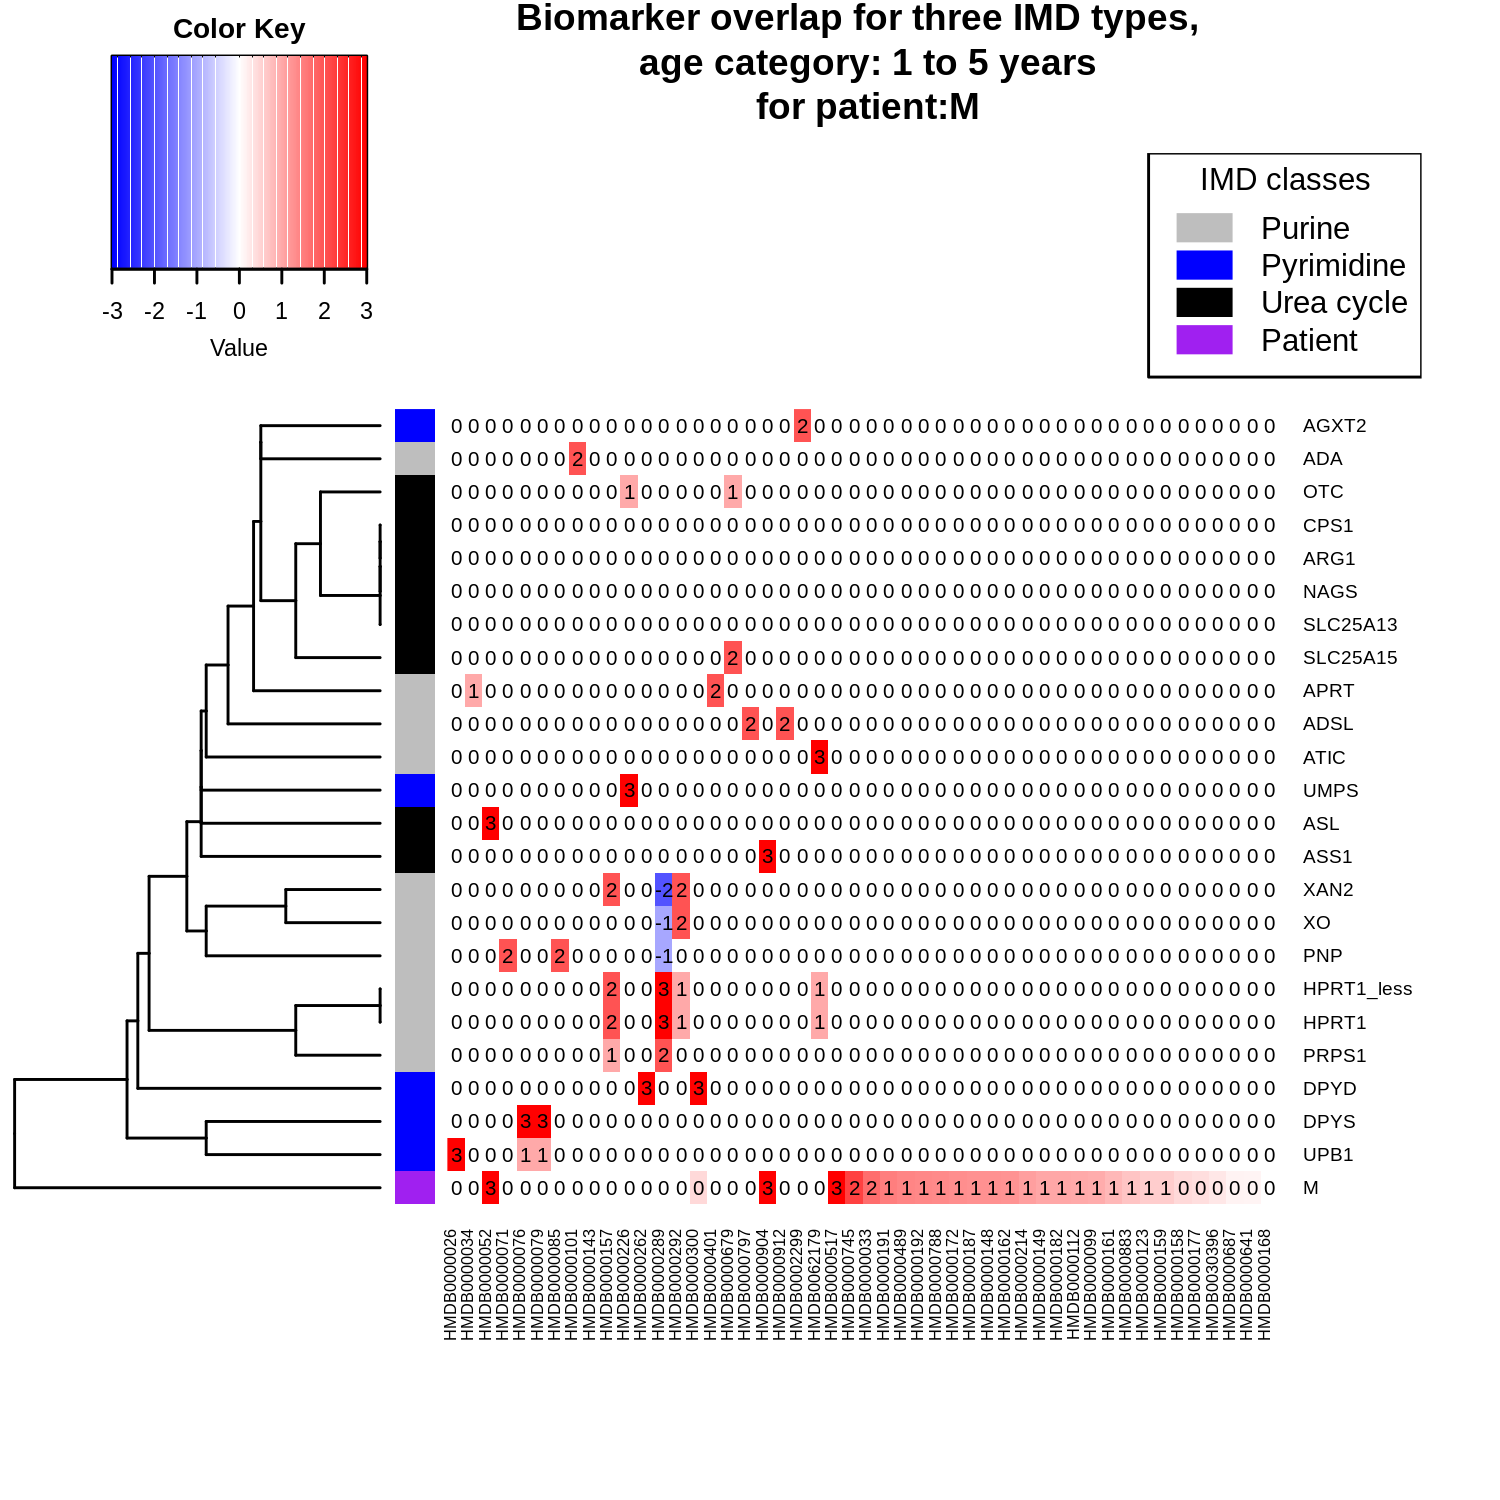 Color Key
-3 -2 -1 0 1 2 3
Value
Biomarker overlap for three IMD types,
age category: 1 to 5 years
for patient:M
IMD classes
Purine
Pyrimidine
Urea cycle
Patient
0 0 0 0 0 0 0 0 0 0 0 0 0 0 0 0 0 0 0 0 2 0 0 0 0 0 0 0 0 0 0 0 0 0 0 0 0 0 0 0 0 0 0 0 0 0 0 0 AGXT2
0 0 0 0 0 0 0 2 0 0 0 0 0 0 0 0 0 0 0 0 0 0 0 0 0 0 0 0 0 0 0 0 0 0 0 0 0 0 0 0 0 0 0 0 0 0 0 0 ADA
0 0 0 0 0 0 0 0 0 0 1 0 0 0 0 0 1 0 0 0 0 0 0 0 0 0 0 0 0 0 0 0 0 0 0 0 0 0 0 0 0 0 0 0 0 0 0 0 OTC
0 0 0 0 0 0 0 0 0 0 0 0 0 0 0 0 0 0 0 0 0 0 0 0 0 0 0 0 0 0 0 0 0 0 0 0 0 0 0 0 0 0 0 0 0 0 0 0 CPS1
0 0 0 0 0 0 0 0 0 0 0 0 0 0 0 0 0 0 0 0 0 0 0 0 0 0 0 0 0 0 0 0 0 0 0 0 0 0 0 0 0 0 0 0 0 0 0 0 ARG1
0 0 0 0 0 0 0 0 0 0 0 0 0 0 0 0 0 0 0 0 0 0 0 0 0 0 0 0 0 0 0 0 0 0 0 0 0 0 0 0 0 0 0 0 0 0 0 0 NAGS
0 0 0 0 0 0 0 0 0 0 0 0 0 0 0 0 0 0 0 0 0 0 0 0 0 0 0 0 0 0 0 0 0 0 0 0 0 0 0 0 0 0 0 0 0 0 0 0 SLC25A13
0 0 0 0 0 0 0 0 0 0 0 0 0 0 0 0 2 0 0 0 0 0 0 0 0 0 0 0 0 0 0 0 0 0 0 0 0 0 0 0 0 0 0 0 0 0 0 0 SLC25A15
0 1 0 0 0 0 0 0 0 0 0 0 0 0 0 2 0 0 0 0 0 0 0 0 0 0 0 0 0 0 0 0 0 0 0 0 0 0 0 0 0 0 0 0 0 0 0 0 APRT
0 0 0 0 0 0 0 0 0 0 0 0 0 0 0 0 0 2 0 2 0 0 0 0 0 0 0 0 0 0 0 0 0 0 0 0 0 0 0 0 0 0 0 0 0 0 0 0 ADSL
0 0 0 0 0 0 0 0 0 0 0 0 0 0 0 0 0 0 0 0 0 3 0 0 0 0 0 0 0 0 0 0 0 0 0 0 0 0 0 0 0 0 0 0 0 0 0 0 ATIC
0 0 0 0 0 0 0 0 0 0 3 0 0 0 0 0 0 0 0 0 0 0 0 0 0 0 0 0 0 0 0 0 0 0 0 0 0 0 0 0 0 0 0 0 0 0 0 0 UMPS
0 0 3 0 0 0 0 0 0 0 0 0 0 0 0 0 0 0 0 0 0 0 0 0 0 0 0 0 0 0 0 0 0 0 0 0 0 0 0 0 0 0 0 0 0 0 0 0 ASL
0 0 0 0 0 0 0 0 0 0 0 0 0 0 0 0 0 0 3 0 0 0 0 0 0 0 0 0 0 0 0 0 0 0 0 0 0 0 0 0 0 0 0 0 0 0 0 0 ASS1
0 0 0 0 0 0 0 0 0 2 0 0 -2 2 0 0 0 0 0 0 0 0 0 0 0 0 0 0 0 0 0 0 0 0 0 0 0 0 0 0 0 0 0 0 0 0 0 0 XAN2
0 0 0 0 0 0 0 0 0 0 0 0 -1 2 0 0 0 0 0 0 0 0 0 0 0 0 0 0 0 0 0 0 0 0 0 0 0 0 0 0 0 0 0 0 0 0 0 0 XO
0 0 0 2 0 0 2 0 0 0 0 0 -1 0 0 0 0 0 0 0 0 0 0 0 0 0 0 0 0 0 0 0 0 0 0 0 0 0 0 0 0 0 0 0 0 0 0 0 PNP
0 0 0 0 0 0 0 0 0 2 0 0 3 1 0 0 0 0 0 0 0 1 0 0 0 0 0 0 0 0 0 0 0 0 0 0 0 0 0 0 0 0 0 0 0 0 0 0 HPRT1_less
0 0 0 0 0 0 0 0 0 2 0 0 3 1 0 0 0 0 0 0 0 1 0 0 0 0 0 0 0 0 0 0 0 0 0 0 0 0 0 0 0 0 0 0 0 0 0 0 HPRT1
0 0 0 0 0 0 0 0 0 1 0 0 2 0 0 0 0 0 0 0 0 0 0 0 0 0 0 0 0 0 0 0 0 0 0 0 0 0 0 0 0 0 0 0 0 0 0 0 PRPS1
0 0 0 0 0 0 0 0 0 0 0 3 0 0 3 0 0 0 0 0 0 0 0 0 0 0 0 0 0 0 0 0 0 0 0 0 0 0 0 0 0 0 0 0 0 0 0 0 DPYD
0 0 0 0 3 3 0 0 0 0 0 0 0 0 0 0 0 0 0 0 0 0 0 0 0 0 0 0 0 0 0 0 0 0 0 0 0 0 0 0 0 0 0 0 0 0 0 0 DPYS
3 0 0 0 1 1 0 0 0 0 0 0 0 0 0 0 0 0 0 0 0 0 0 0 0 0 0 0 0 0 0 0 0 0 0 0 0 0 0 0 0 0 0 0 0 0 0 0 UPB1
0 0 3 0 0 0 0 0 0 0 0 0 0 0 0 0 0 0 3 0 0 0 3 2 2 1 1 1 1 1 1 1 1 1 1 1 1 1 1 1 1 1 0 0 0 0 0 0 M
HMDB0000026
HMDB0000034
HMDB0000052
HMDB0000071
HMDB0000076
HMDB0000079
HMDB0000085
HMDB0000101
HMDB0000143
HMDB0000157
HMDB0000226
HMDB0000262
HMDB0000289
HMDB0000292
HMDB0000300
HMDB0000401
HMDB0000679
HMDB0000797
HMDB0000904
HMDB0000912
HMDB0002299
HMDB0062179
HMDB0000517
HMDB0000745
HMDB0000033
HMDB0000191
HMDB0000489
HMDB0000192
HMDB0000788
HMDB0000172
HMDB0000187
HMDB0000148
HMDB0000162
HMDB0000214
HMDB0000149
HMDB0000182
HMDB0000112
HMDB0000099
HMDB0000161
HMDB0000883
HMDB0000123
HMDB0000159
HMDB0000158
HMDB0000177
HMDB0030396
HMDB0000687
HMDB0000641
HMDB0000168